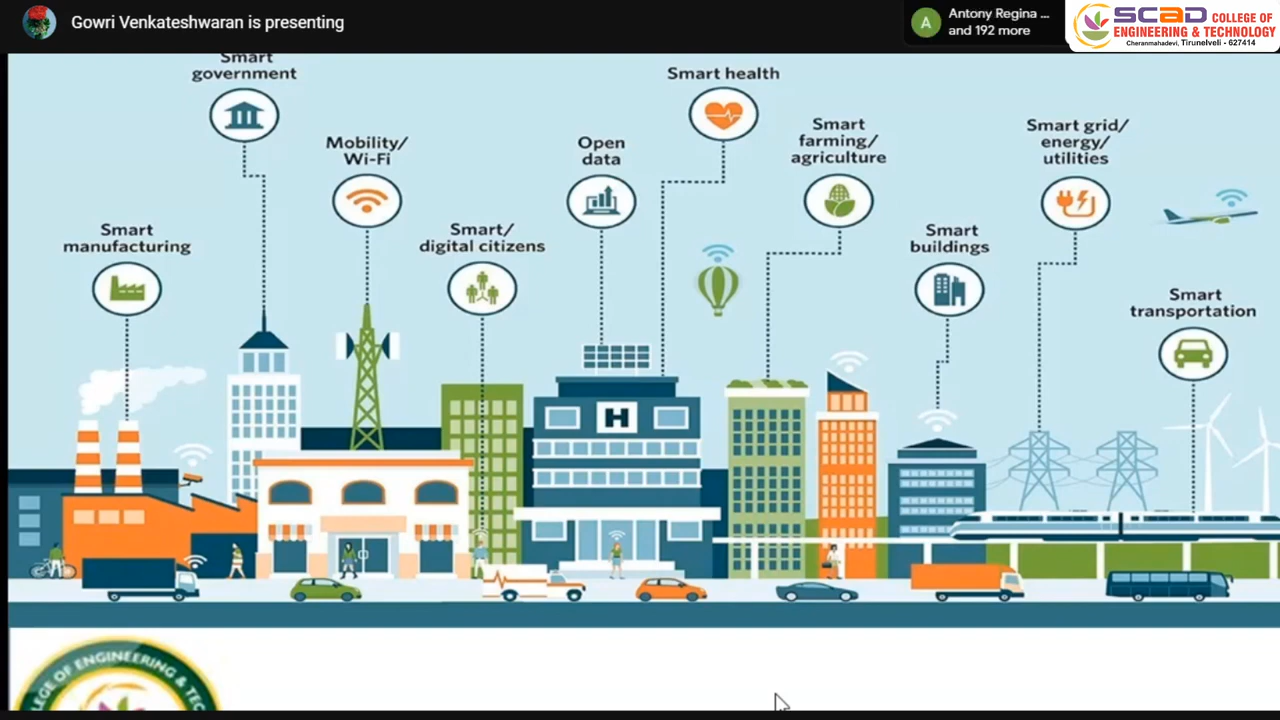 Gowri Venkateshwaran is presenting
A
Antony Regina ...
and 192 more
SCAD COLLEGE OF
ENGINEERING & TECHNOLOGY
Cheranmahadevi, Tirunelveli - 627414
Smart
government
Smart health
Mobility/
Wi-Fi
Open
data
Smart
farming/
agriculture
Smart grid/
energy/
utilities
Smart
manufacturing
Smart/
digital citizens
Smart
buildings
Smart
transportation
H
OF ENGINEERING &